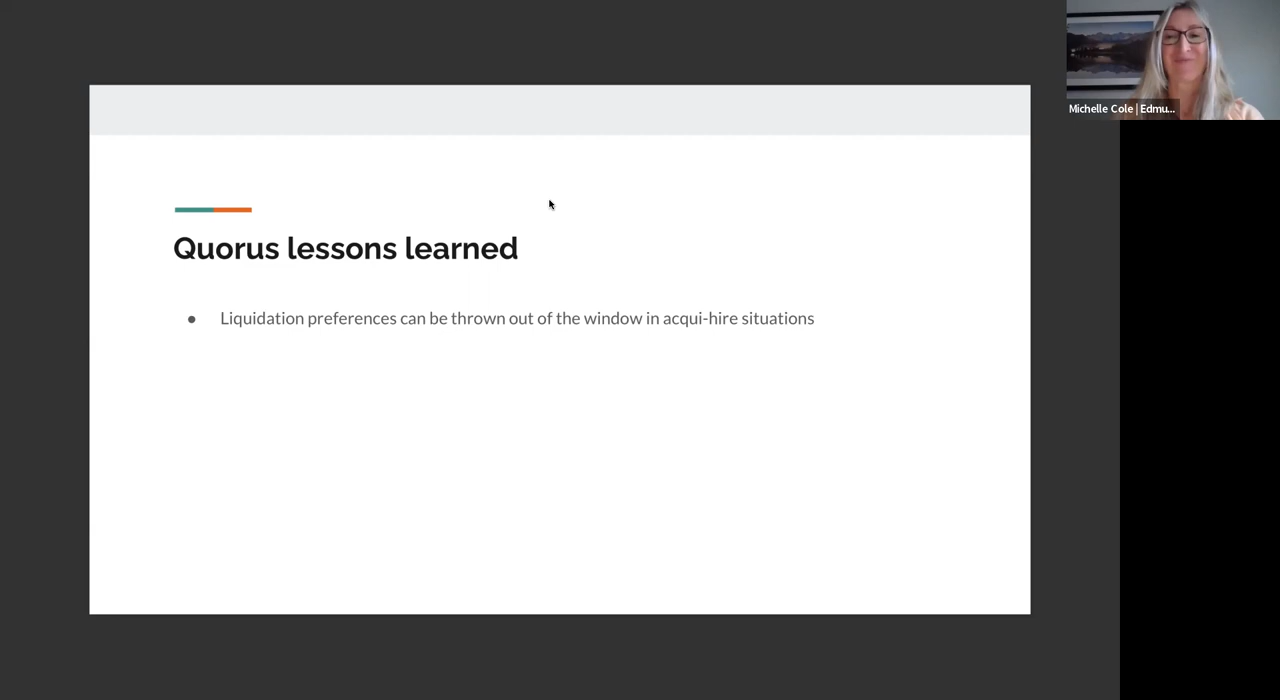 Michelle Cole | Edmu...
Quorus lessons learned
● Liquidation preferences can be thrown out of the window in acqui-hire situations